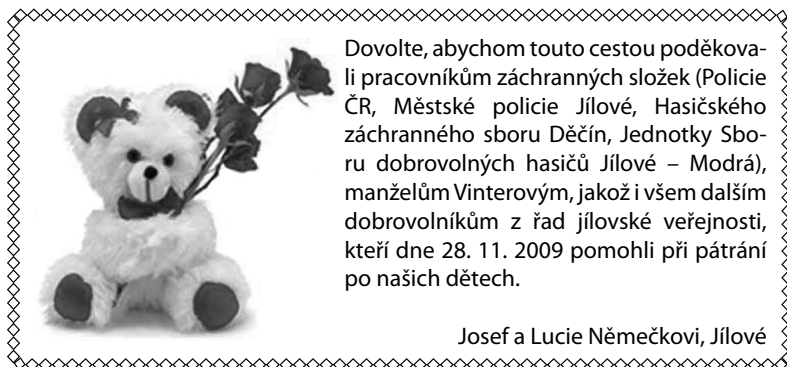 Dovolte, abychom touto cestou poděkova-
li pracovníkům záchranných složek (Policie
ČR, Městské policie Jílové, Hasičského
záchranného sboru Děčín, Jednotky Sbo-
ru dobrovolných hasičů Jílové – Modrá),
manželům Vinterovým, jakož i všem dalším
dobrovolníkům z řad jílovské veřejnosti,
kteří dne 28. 11. 2009 pomohli při pátrání
po našich dětech.
Josef a Lucie Němečkovi, Jílové